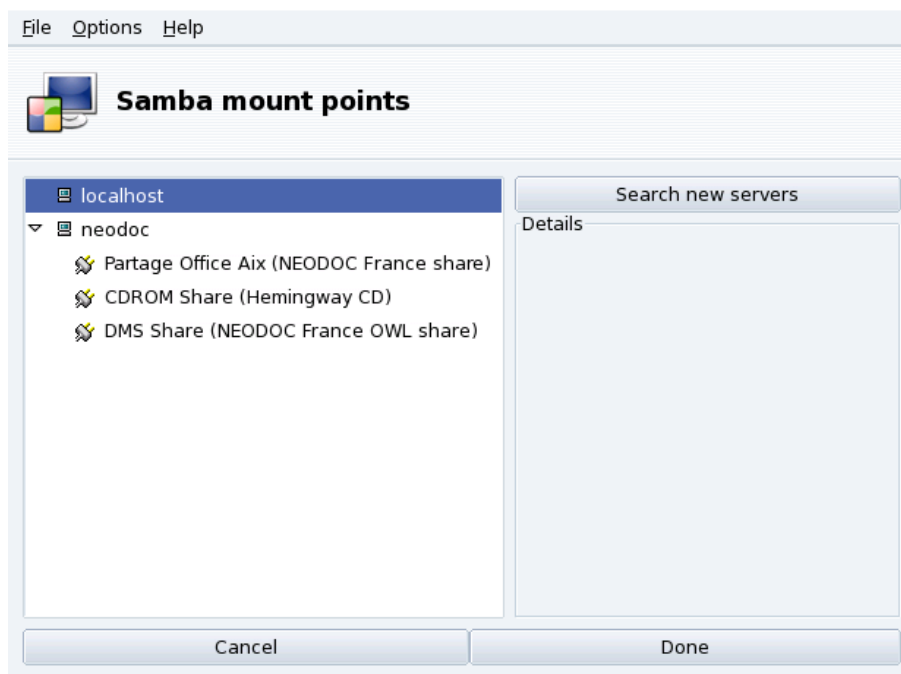 File Options Help
Samba mount points
localhost
Search new servers
neodoc
Details
Partage Office Aix (NEODOC France share)
CDROM Share (Hemingway CD)
DMS Share (NEODOC France OWL share)
Cancel
Done